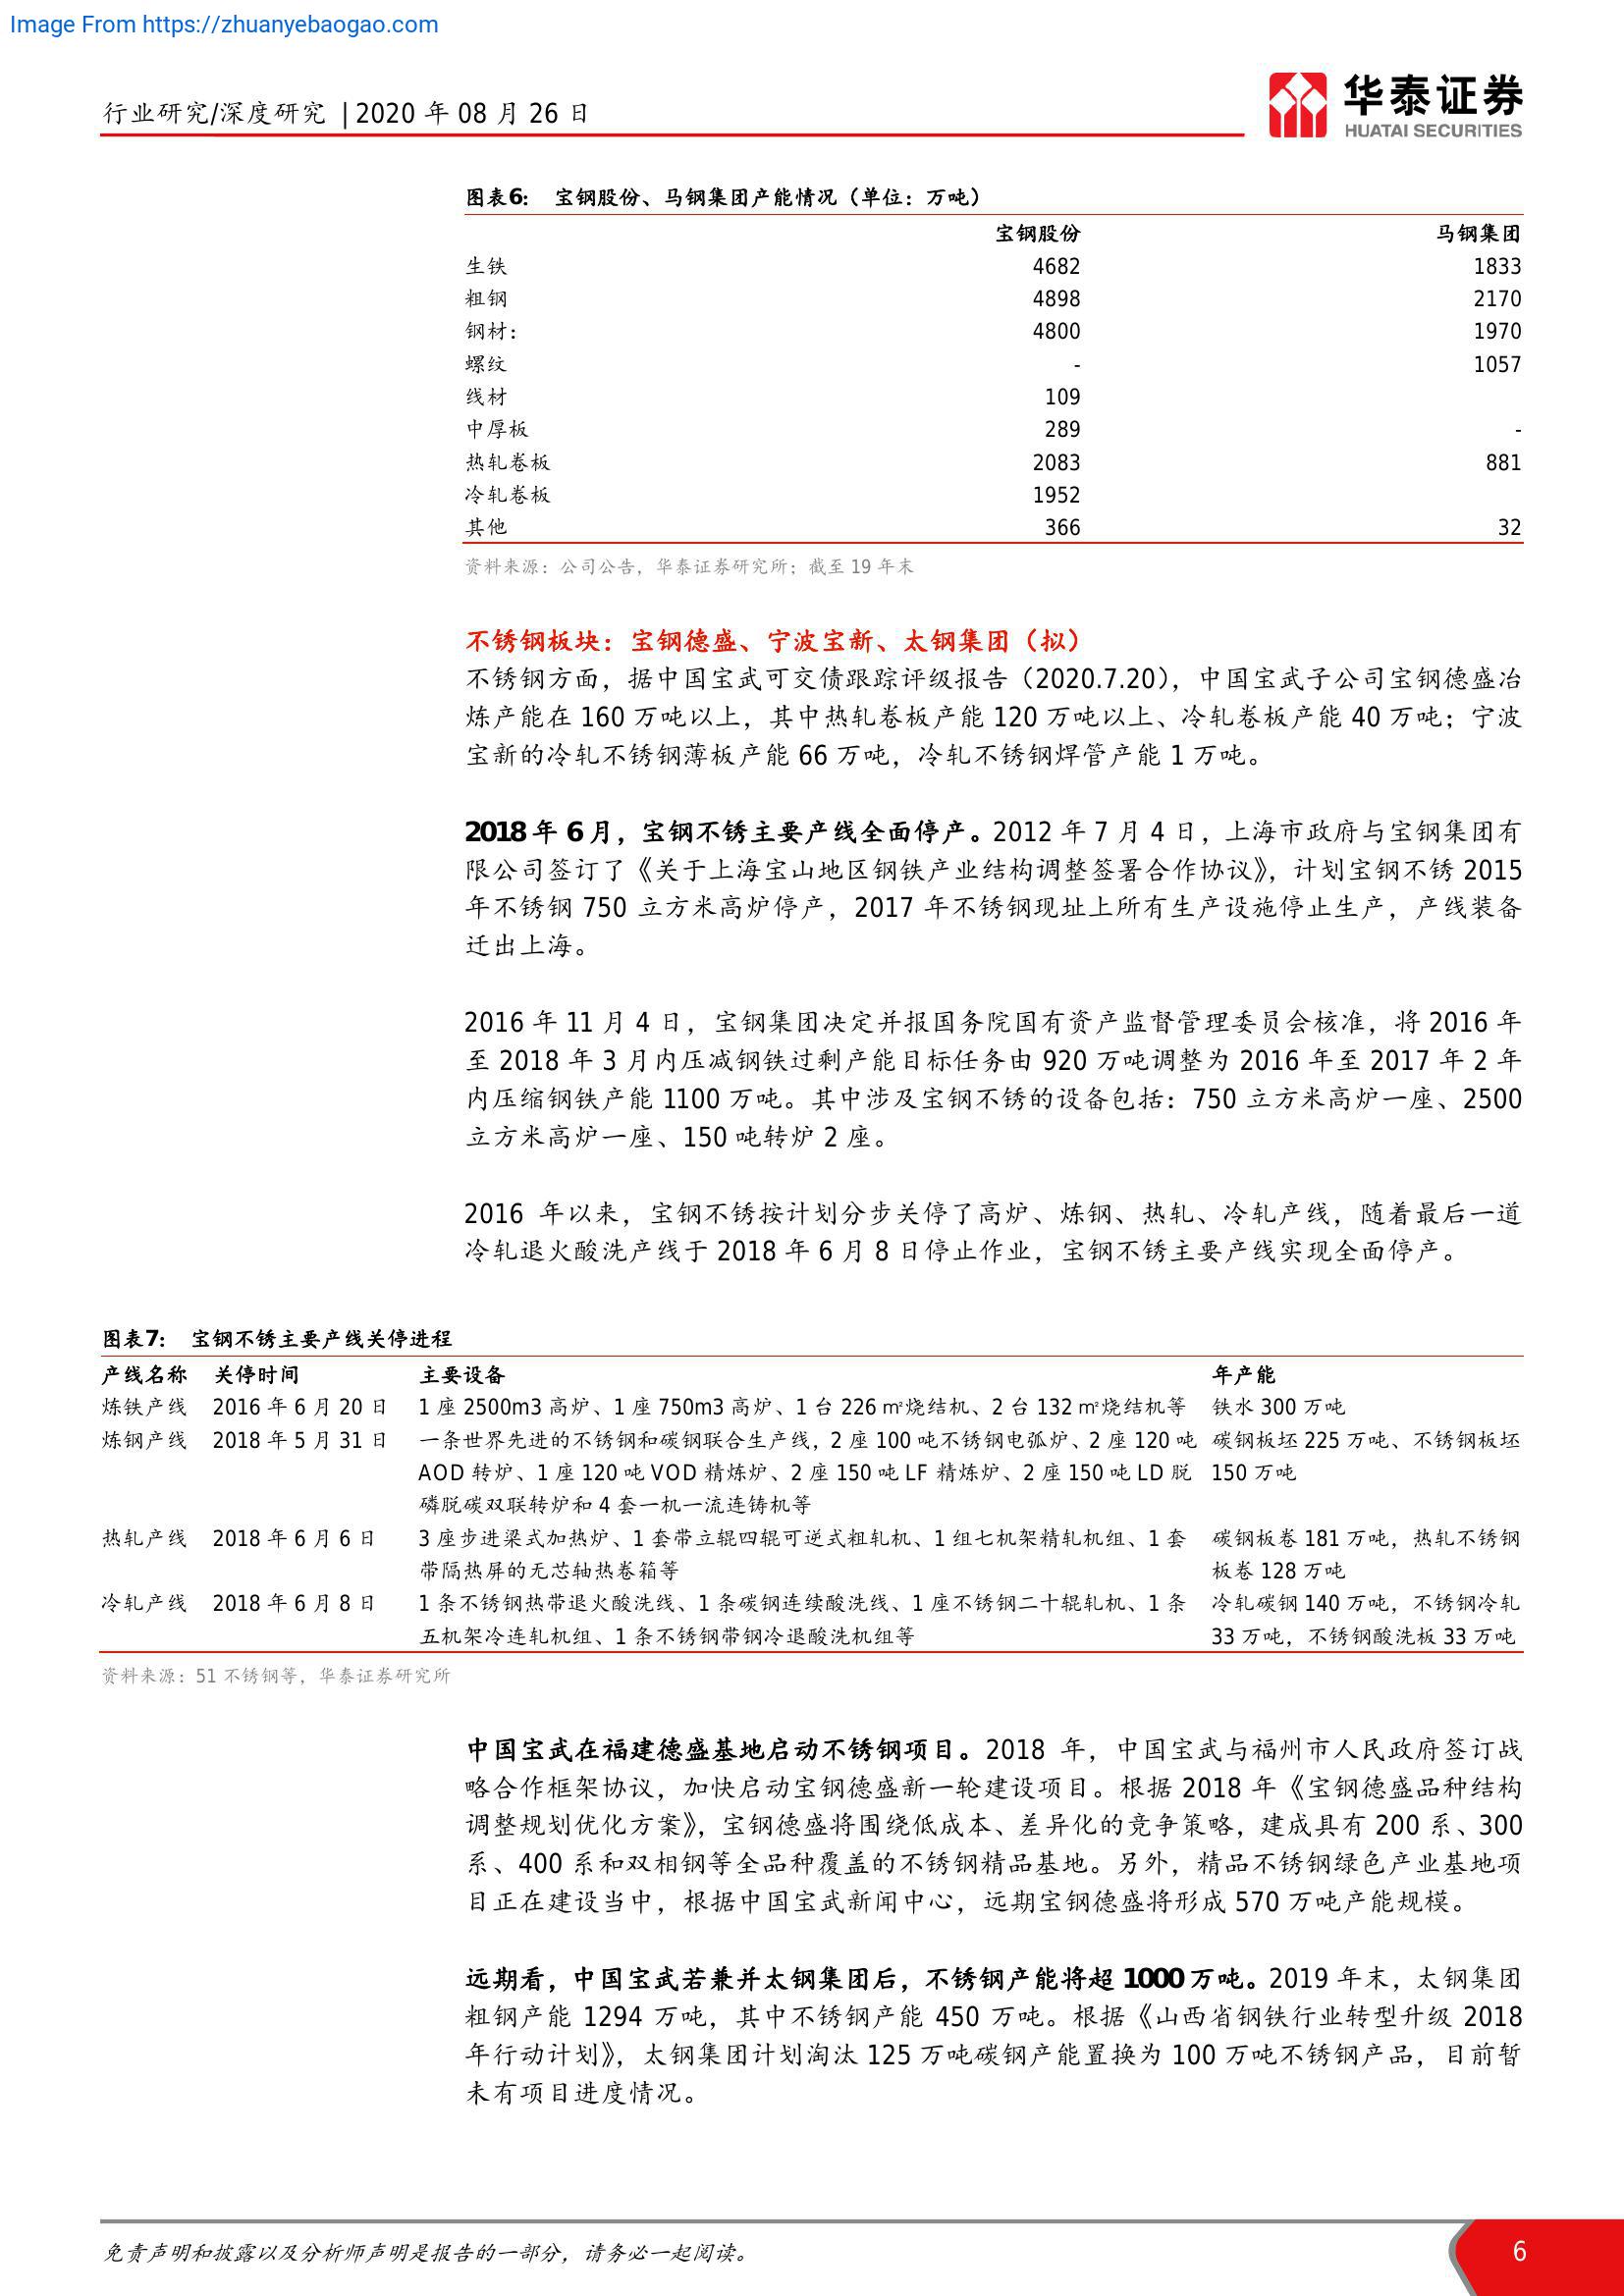 Image From https://zhuanyebaogao.com
行业研究/深度研究 | 2020 年 08 月 26 日
华泰证券
HUATAI SECURITIES
图表6： 宝钢股份、马钢集团产能情况（单位：万吨）
宝钢股份 马钢集团
生铁 4682 1833
粗钢 4898 2170
钢材： 4800 1970
螺纹 - 1057
线材 109
中厚板 289 -
热轧卷板 2083 881
冷轧卷板 1952
其他 366 32
资料来源：公司公告，华泰证券研究所；截至 19 年末
不锈钢板块：宝钢德盛、宁波宝新、太钢集团（拟）
不锈钢方面，据中国宝武可交债跟踪评级报告（2020.7.20），中国宝武子公司宝钢德盛冶
炼产能在 160 万吨以上，其中热轧卷板产能 120 万吨以上、冷轧卷板产能 40 万吨；宁波
宝新的冷轧不锈钢薄板产能 66 万吨，冷轧不锈钢焊管产能 1 万吨。
2018 年 6 月，宝钢不锈主要产线全面停产。2012 年 7 月 4 日，上海市政府与宝钢集团有
限公司签订了《关于上海宝山地区钢铁产业结构调整签署合作协议》，计划宝钢不锈 2015
年不锈钢 750 立方米高炉停产，2017 年不锈钢现址上所有生产设施停止生产，产线装备
迁出上海。
2016 年 11 月 4 日，宝钢集团决定并报国务院国有资产监督管理委员会核准，将 2016 年
至 2018 年 3 月内压减钢铁过剩产能目标任务由 920 万吨调整为 2016 年至 2017 年 2 年
内压缩钢铁产能 1100 万吨。其中涉及宝钢不锈的设备包括：750 立方米高炉一座、2500
立方米高炉一座、150 吨转炉 2 座。
2016 年以来，宝钢不锈按计划分步关停了高炉、炼钢、热轧、冷轧产线，随着最后一道
冷轧退火酸洗产线于 2018 年 6 月 8 日停止作业，宝钢不锈主要产线实现全面停产。
图表7： 宝钢不锈主要产线关停进程
产线名称 关停时间 主要设备 年产能
炼铁产线 2016 年 6 月 20 日 1 座 2500m3 高炉、1 座 750m3 高炉、1 台 226 ㎡烧结机、2 台 132 ㎡烧结机等 铁水 300 万吨
炼钢产线 2018 年 5 月 31 日 一条世界先进的不锈钢和碳钢联合生产线，2 座 100 吨不锈钢电弧炉、2 座 120 吨 碳钢板坯 225 万吨、不锈钢板坯
AOD 转炉、1 座 120 吨 VOD 精炼炉、2 座 150 吨 LF 精炼炉、2 座 150 吨 LD 脱 150 万吨
磷脱碳双联转炉和 4 套一机一流连铸机等
热轧产线 2018 年 6 月 6 日 3 座步进梁式加热炉、1 套带立辊四辊可逆式粗轧机、1 组七机架精轧机组、1 套 碳钢板卷 181 万吨，热轧不锈钢
带隔热屏的无芯轴热卷箱等 板卷 128 万吨
冷轧产线 2018 年 6 月 8 日 1 条不锈钢热带退火酸洗线、1 条碳钢连续酸洗线、1 座不锈钢二十辊轧机、1 条 冷轧碳钢 140 万吨，不锈钢冷轧
五机架冷连轧机组、1 条不锈钢带钢冷退酸洗机组等 33 万吨，不锈钢酸洗板 33 万吨
资料来源：51 不锈钢等，华泰证券研究所
中国宝武在福建德盛基地启动不锈钢项目。2018 年，中国宝武与福州市人民政府签订战
略合作框架协议，加快启动宝钢德盛新一轮建设项目。根据 2018 年《宝钢德盛品种结构
调整规划优化方案》，宝钢德盛将围绕低成本、差异化的竞争策略，建成具有 200 系、300
系、400 系和双相钢等全品种覆盖的不锈钢精品基地。另外，精品不锈钢绿色产业基地项
目正在建设当中，根据中国宝武新闻中心，远期宝钢德盛将形成 570 万吨产能规模。
远期看，中国宝武若兼并太钢集团后，不锈钢产能将超 1000 万吨。2019 年末，太钢集团
粗钢产能 1294 万吨，其中不锈钢产能 450 万吨。根据《山西省钢铁行业转型升级 2018
年行动计划》，太钢集团计划淘汰 125 万吨碳钢产能置换为 100 万吨不锈钢产品，目前暂
未有项目进度情况。
免责声明和披露以及分析师声明是报告的一部分，请务必一起阅读。
6